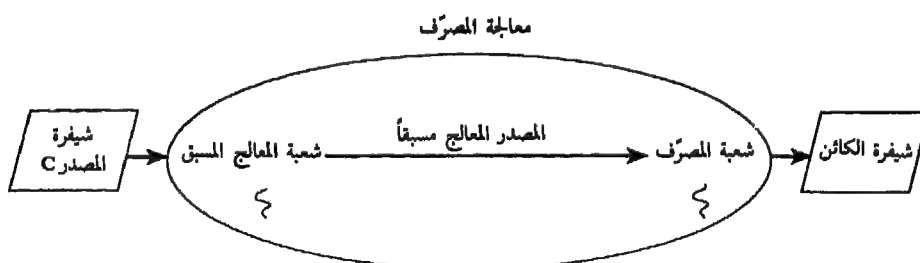 معالجة المصرّف
شيفرة
المصدر C
شعبة المعالج المسبق
المصدر المعالج مسبقاً
شعبة المصرّف
شيفرة الكائن